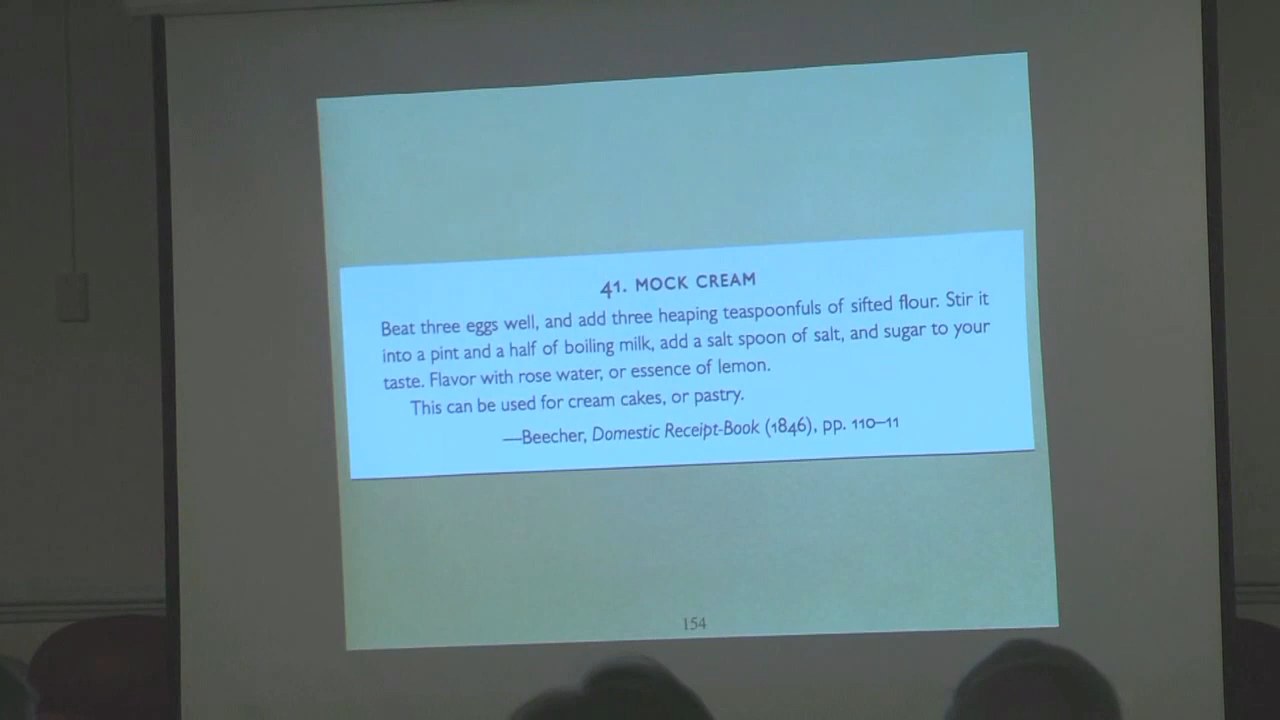 41. MOCK CREAM
Beat three eggs well, and add three heaping teaspoonfuls of sifted flour. Stir it
into a pint and a half of boiling milk, add a salt spoon of salt, and sugar to your
taste. Flavor with rose water, or essence of lemon.
This can be used for cream cakes, or pastry.
—Beecher, Domestic Receipt-Book (1846), pp. 110–11
154